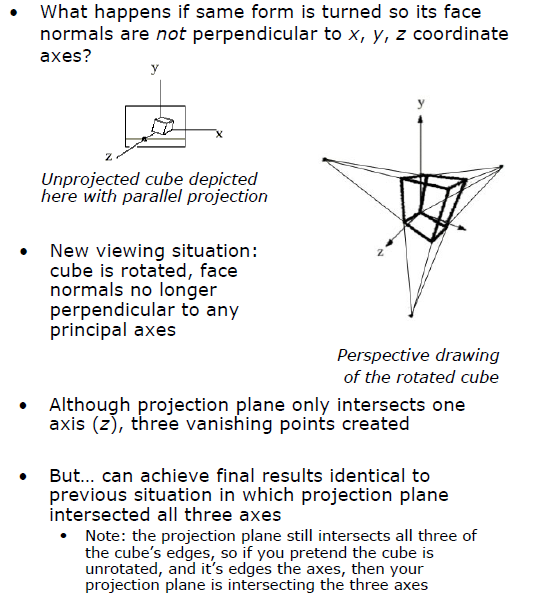 • What happens if same form is turned so its face
normals are not perpendicular to x, y, z coordinate
axes?
y
x
z
Unprojected cube depicted
here with parallel projection
y
z
• New viewing situation:
cube is rotated, face
normals no longer
perpendicular to any
principal axes
Perspective drawing
of the rotated cube
• Although projection plane only intersects one
axis (z), three vanishing points created
• But... can achieve final results identical to
previous situation in which projection plane
intersected all three axes
• Note: the projection plane still intersects all three of
the cube's edges, so if you pretend the cube is
unrotated, and it's edges the axes, then your
projection plane is intersecting the three axes